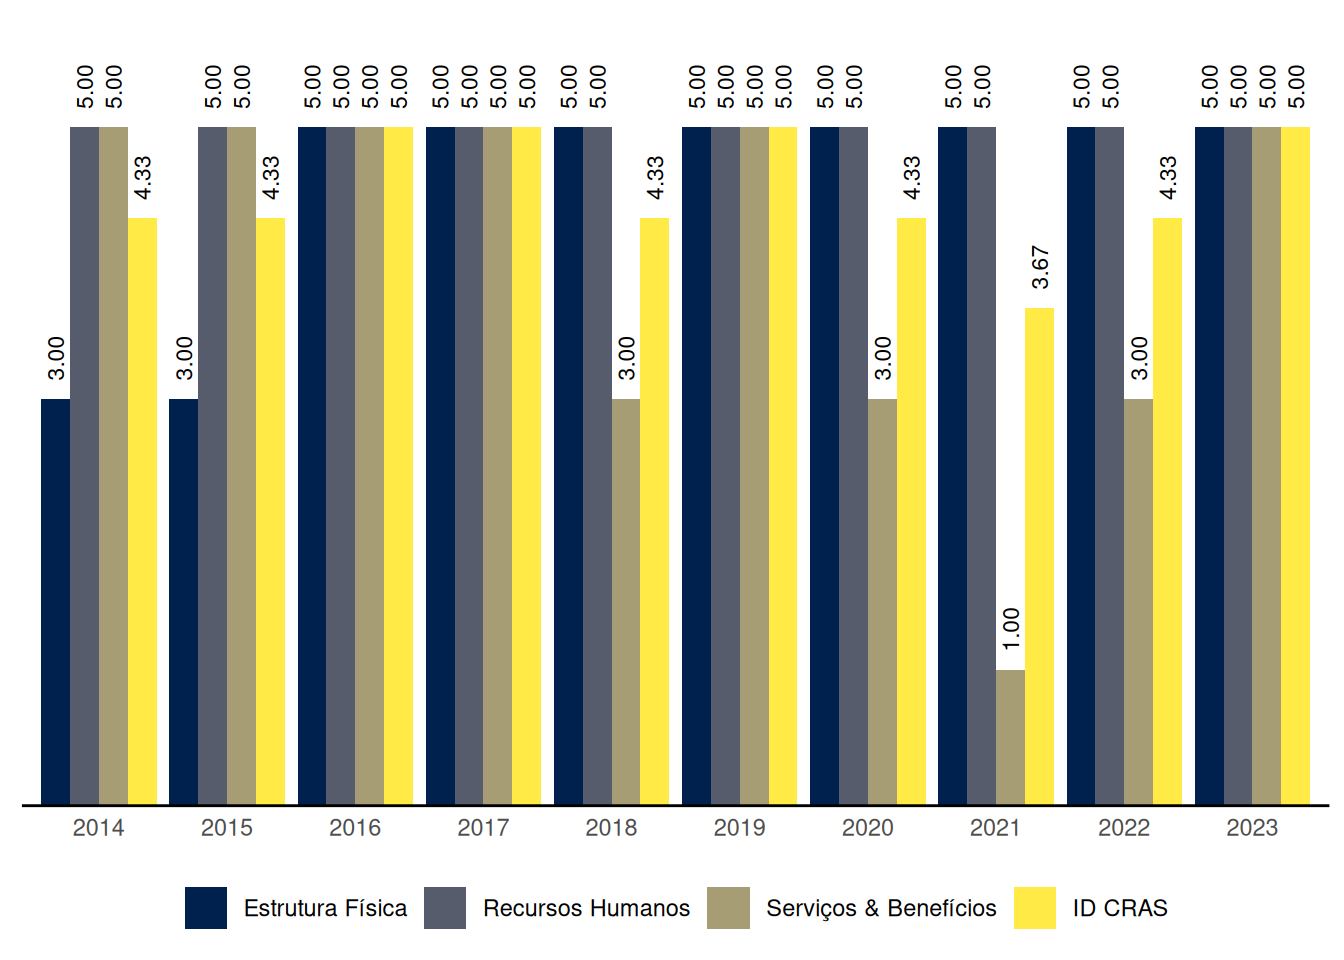 5.00 5.00 5.00 5.00 5.00 5.00 5.00 5.00 5.00 5.00 5.00 5.00 5.00 5.00 5.00 5.00 5.00 5.00 5.00 5.00 5.00 5.00 5.00 5.00 5.00 5.00 5.00 5.00
4.33 4.33 4.33 4.33 4.33
3.67
3.00 3.00 3.00 3.00 3.00
1.00
2014 2015 2016 2017 2018 2019 2020 2021 2022 2023
Estrutura Física Recursos Humanos Serviços & Benefícios ID CRAS